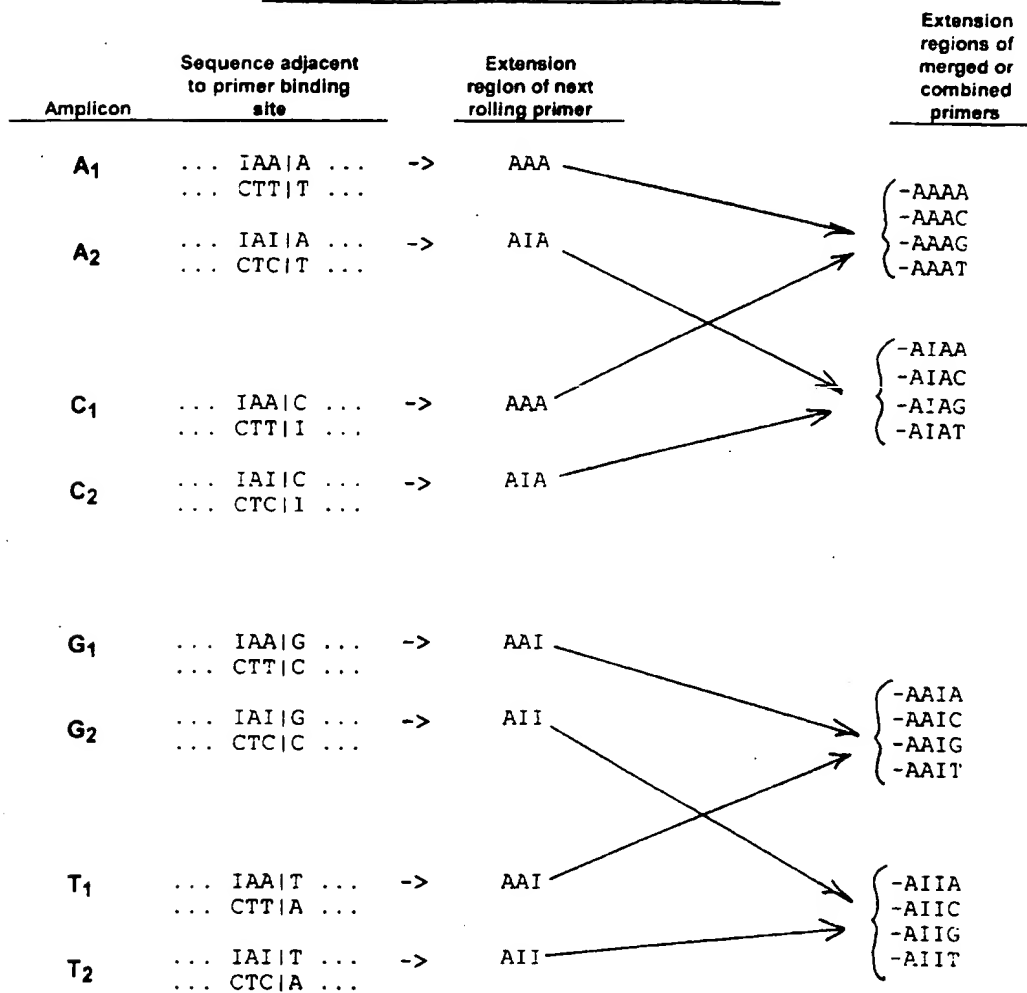 Amplicon
Sequence adjacent
to primer binding
site
Extension
region of next
rolling primer
Extension
regions of
merged or
combined
primers
A1 ... IAA|A ... -> AAA
... CTT|T ...
A2 ... IAI|A ... -> AIA
... CTC|T ...
-AAAA
-AAAC
-AAAG
-AAAT
C1 ... IAA|C ... -> AAA
... CTT|I ...
C2 ... IAI|C ... -> AIA
... CTC|I ...
-AIAA
-AIAC
-AIAG
-AIAT
G1 ... IAA|G ... -> AAI
... CTT|C ...
G2 ... IAI|G ... -> AII
... CTC|C ...
-AAIA
-AAIC
-AAIG
-AAIT
T1 ... IAA|T ... -> AAI
... CTT|A ...
T2 ... IAI|T ... -> AII
... CTC|A ...
-AIIA
-AIIC
-AIIG
-AIIT